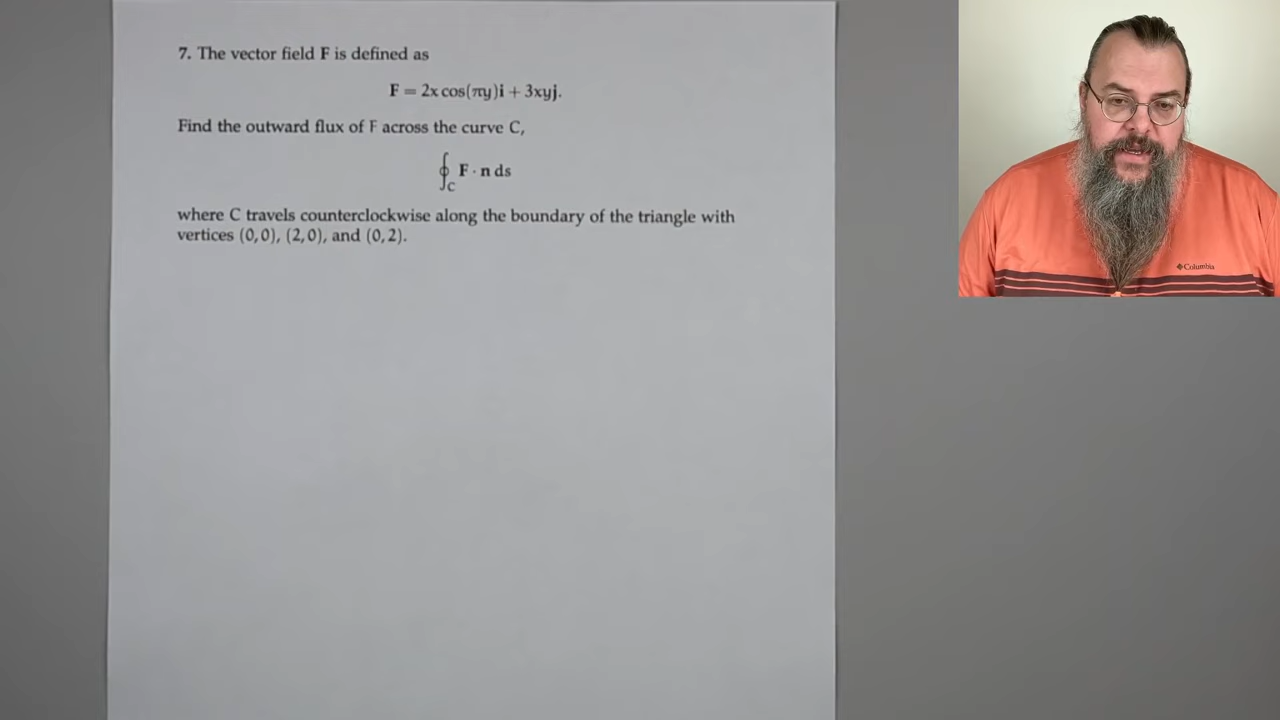 7. The vector field F is defined as
F = 2x cos(πy)i + 3xyj.
Find the outward flux of F across the curve C,
∮_C F · n ds
where C travels counterclockwise along the boundary of the triangle with
vertices (0, 0), (2, 0), and (0, 2).
Columbia